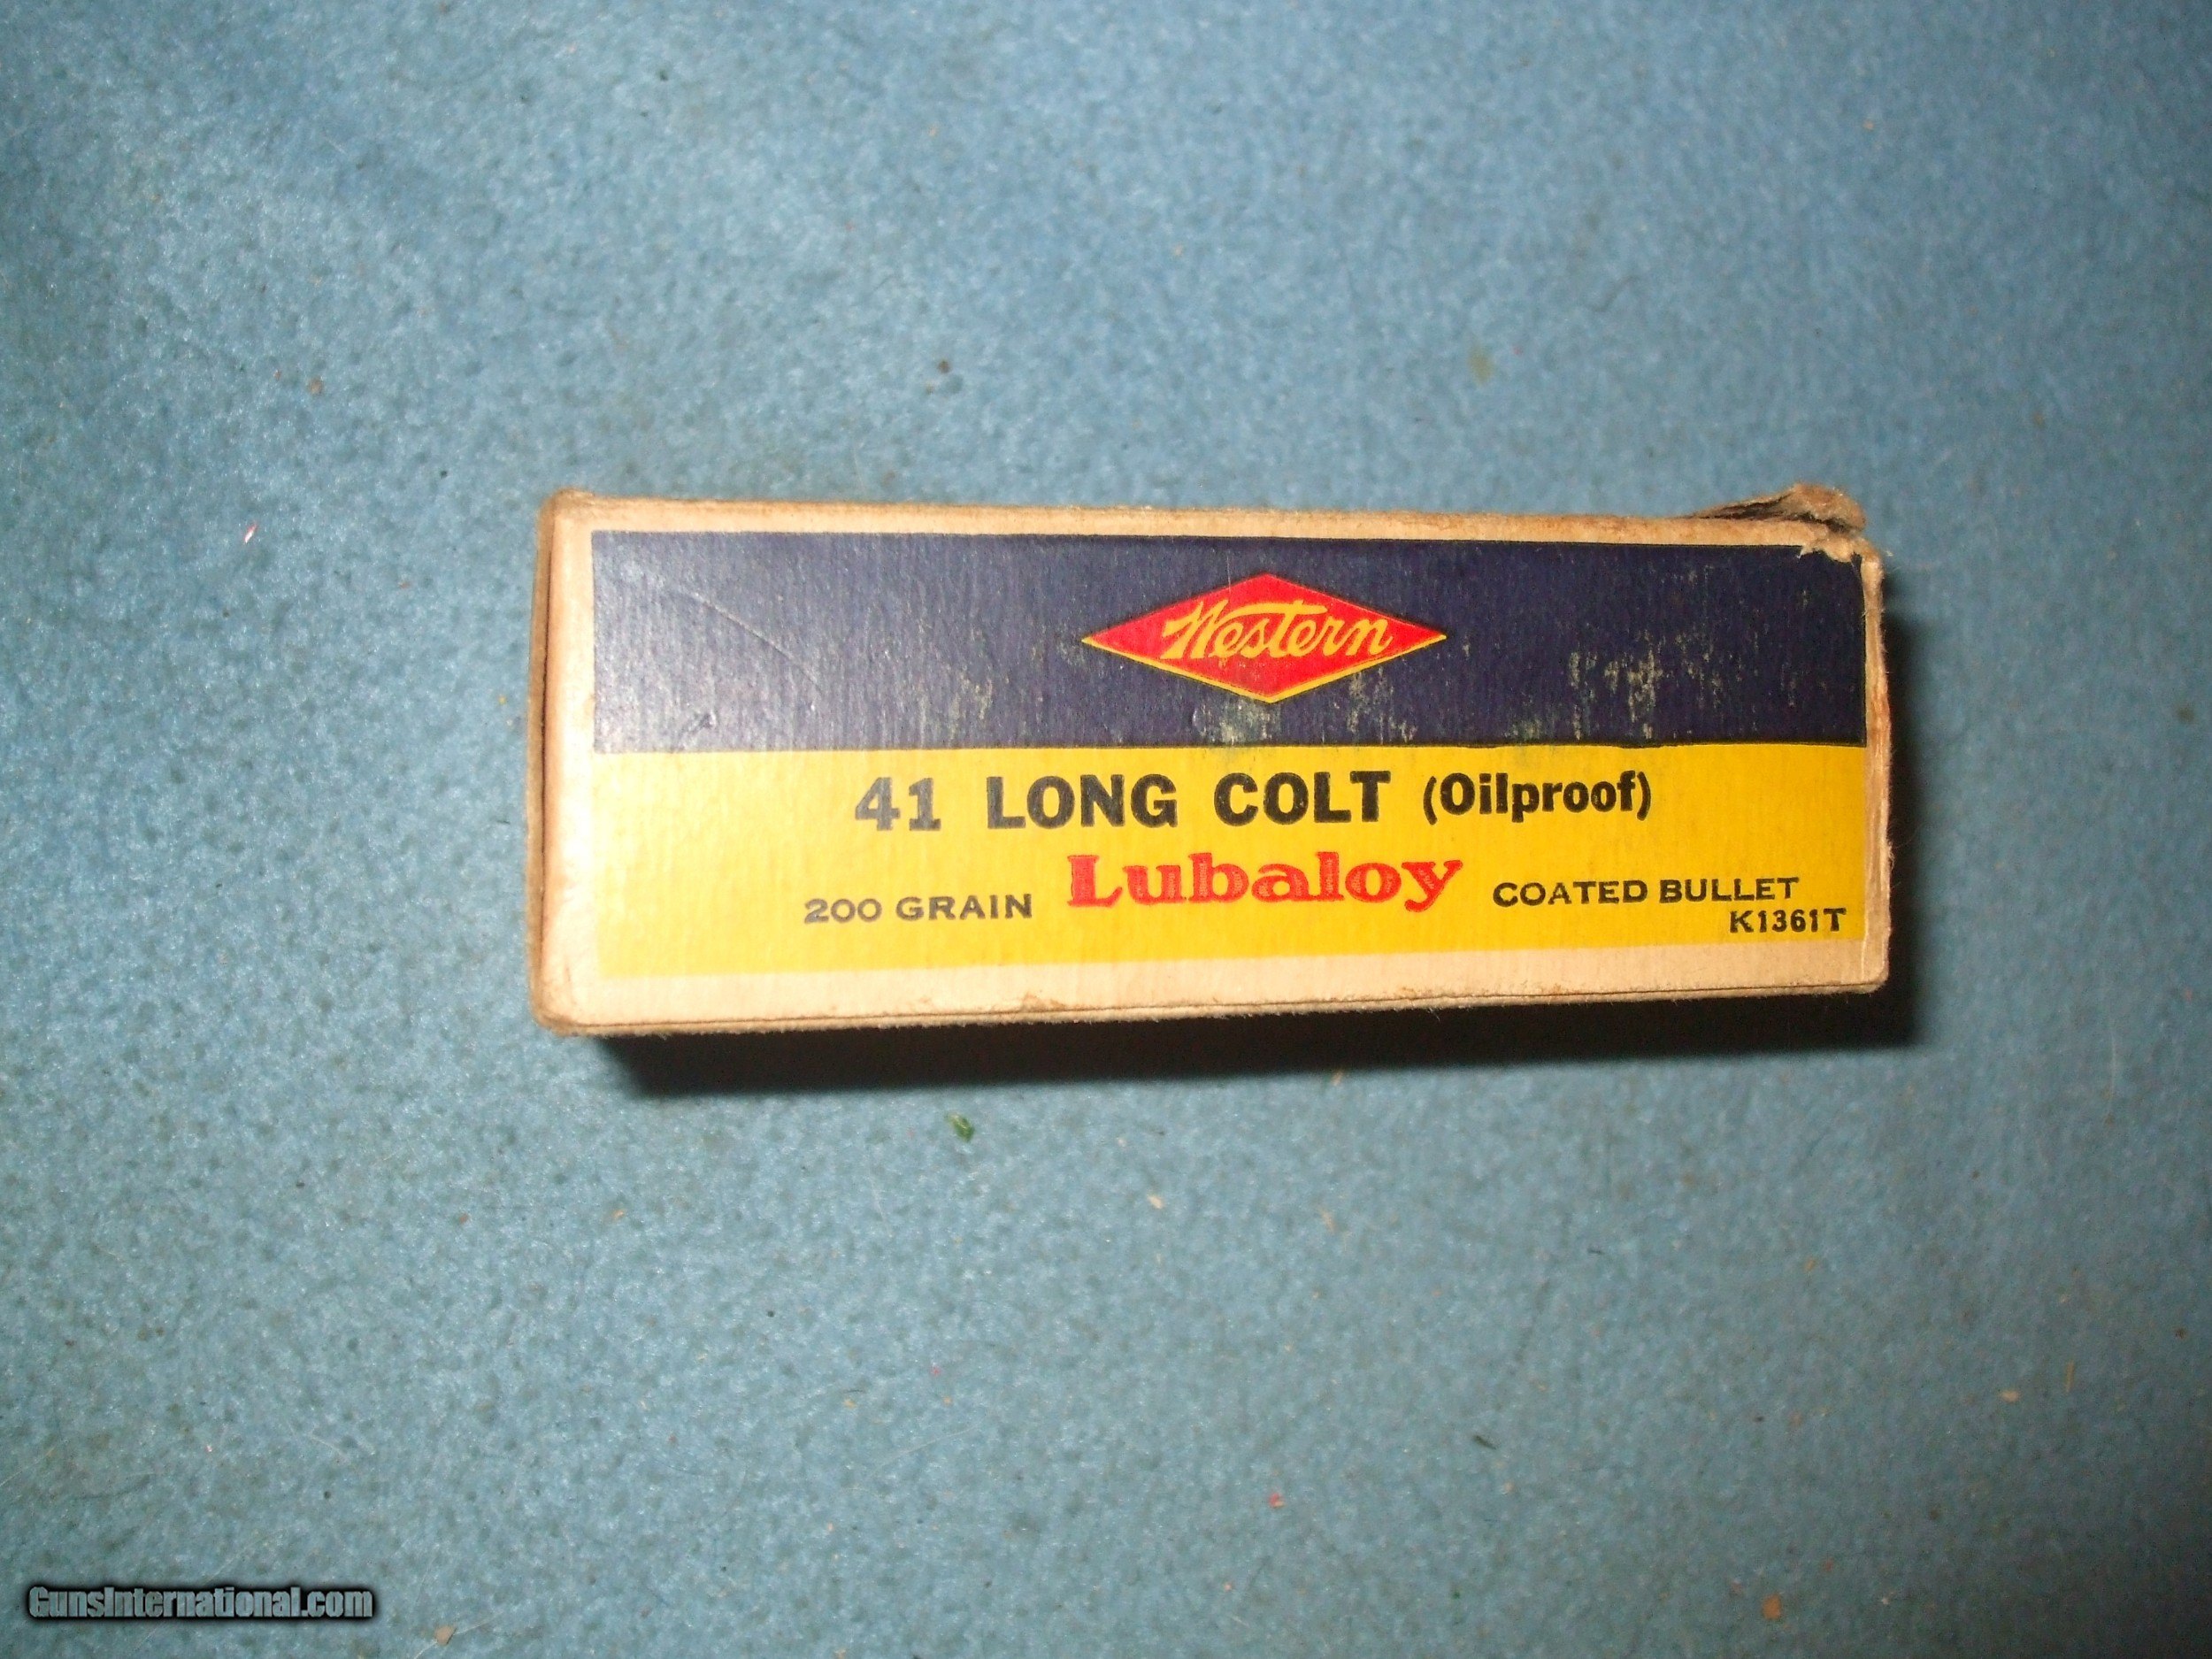 Western
41 LONG COLT (Oilproof)
200 GRAIN Lubaloy COATED BULLET
K1361T
GunsInternational.com